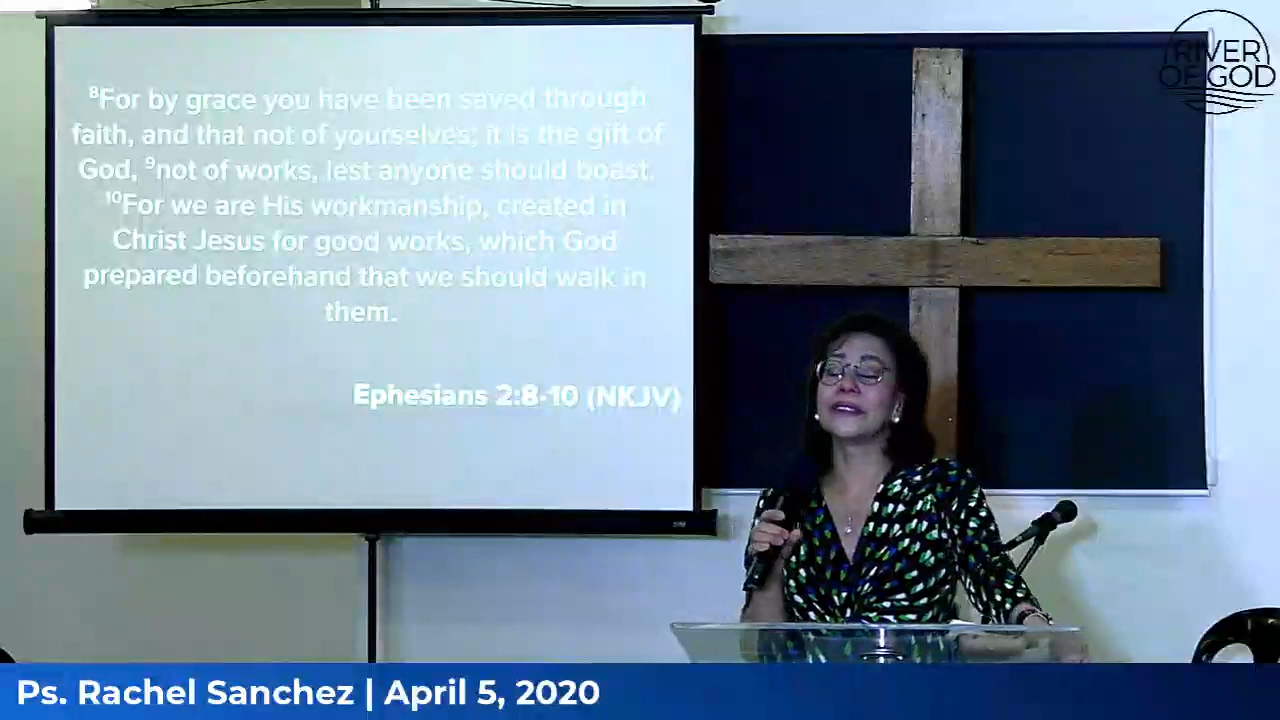 ⁸For by grace you have been saved through
faith, and that not of yourselves; it is the gift of
God, ⁹not of works, lest anyone should boast.
¹⁰For we are His workmanship, created in
Christ Jesus for good works, which God
prepared beforehand that we should walk in
them.
Ephesians 2:8-10 (NKJV)
RIVER
OF GOD
Ps. Rachel Sanchez | April 5, 2020